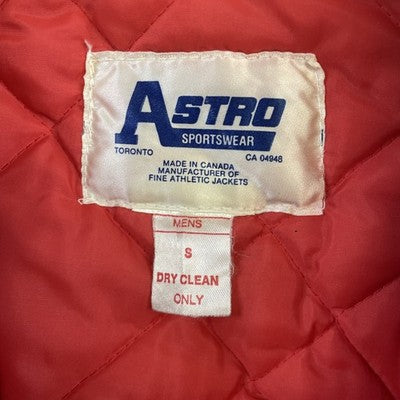 ASTRO
SPORTSWEAR
TORONTO CA 04948
MADE IN CANADA
MANUFACTURER OF
FINE ATHLETIC JACKETS
MENS
S
DRY CLEAN
ONLY